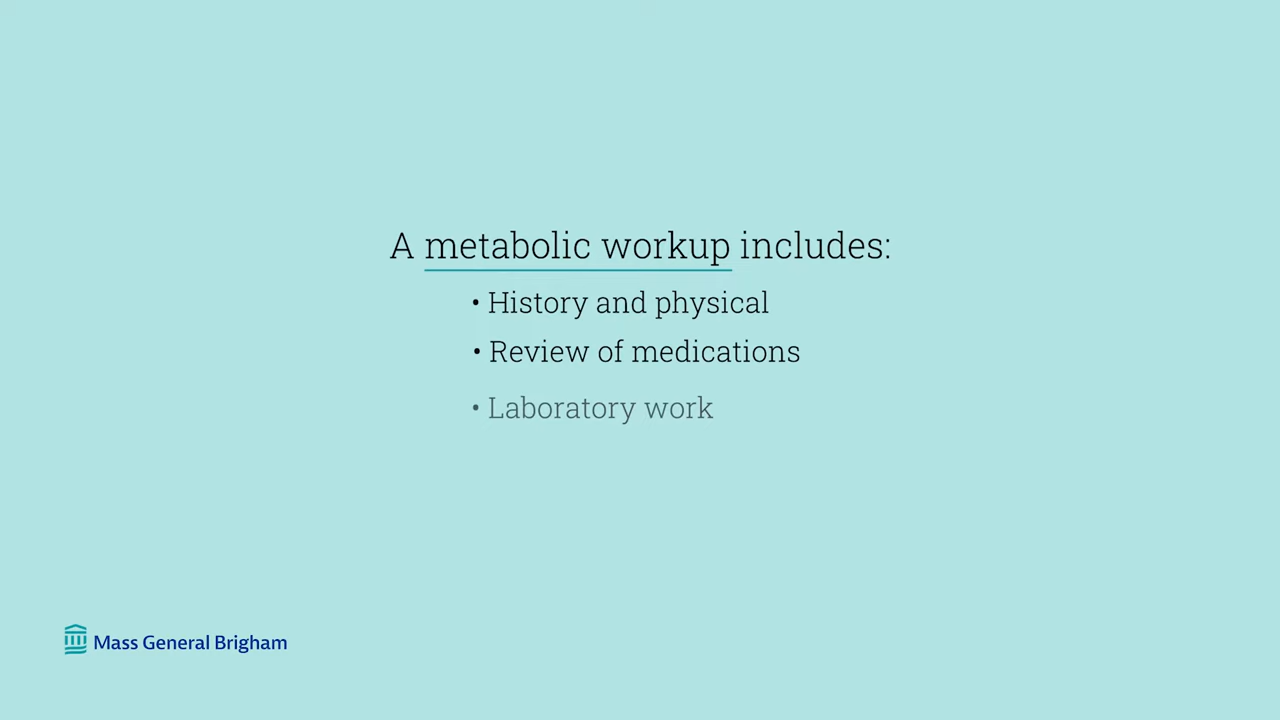 A metabolic workup includes:
• History and physical
• Review of medications
• Laboratory work
Mass General Brigham